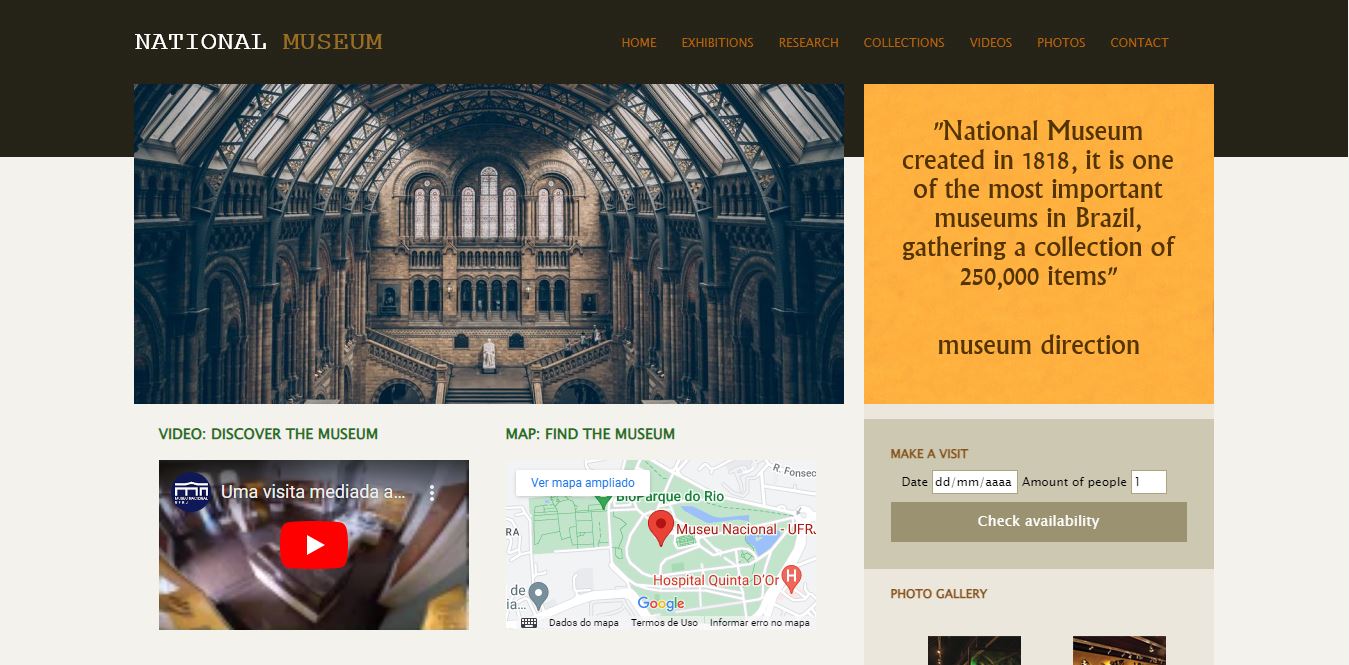 NATIONAL MUSEUM
HOME EXHIBITIONS RESEARCH COLLECTIONS VIDEOS PHOTOS CONTACT
"National Museum
created in 1818, it is one
of the most important
museums in Brazil,
gathering a collection of
250,000 items"
museum direction
VIDEO: DISCOVER THE MUSEUM
MAP: FIND THE MUSEUM
MUSEU NACIONAL
UFRJ
Uma visita mediada a...
Ver mapa ampliado
R. Fonsec
BioParque do Rio
RA
Museu Nacional - UFRJ
Hospital Quinta D'Or
H
de
ia...
Google
Dados do mapa Termos de Uso Informar erro no mapa
MAKE A VISIT
Date dd/mm/aaaa Amount of people 1
Check availability
PHOTO GALLERY